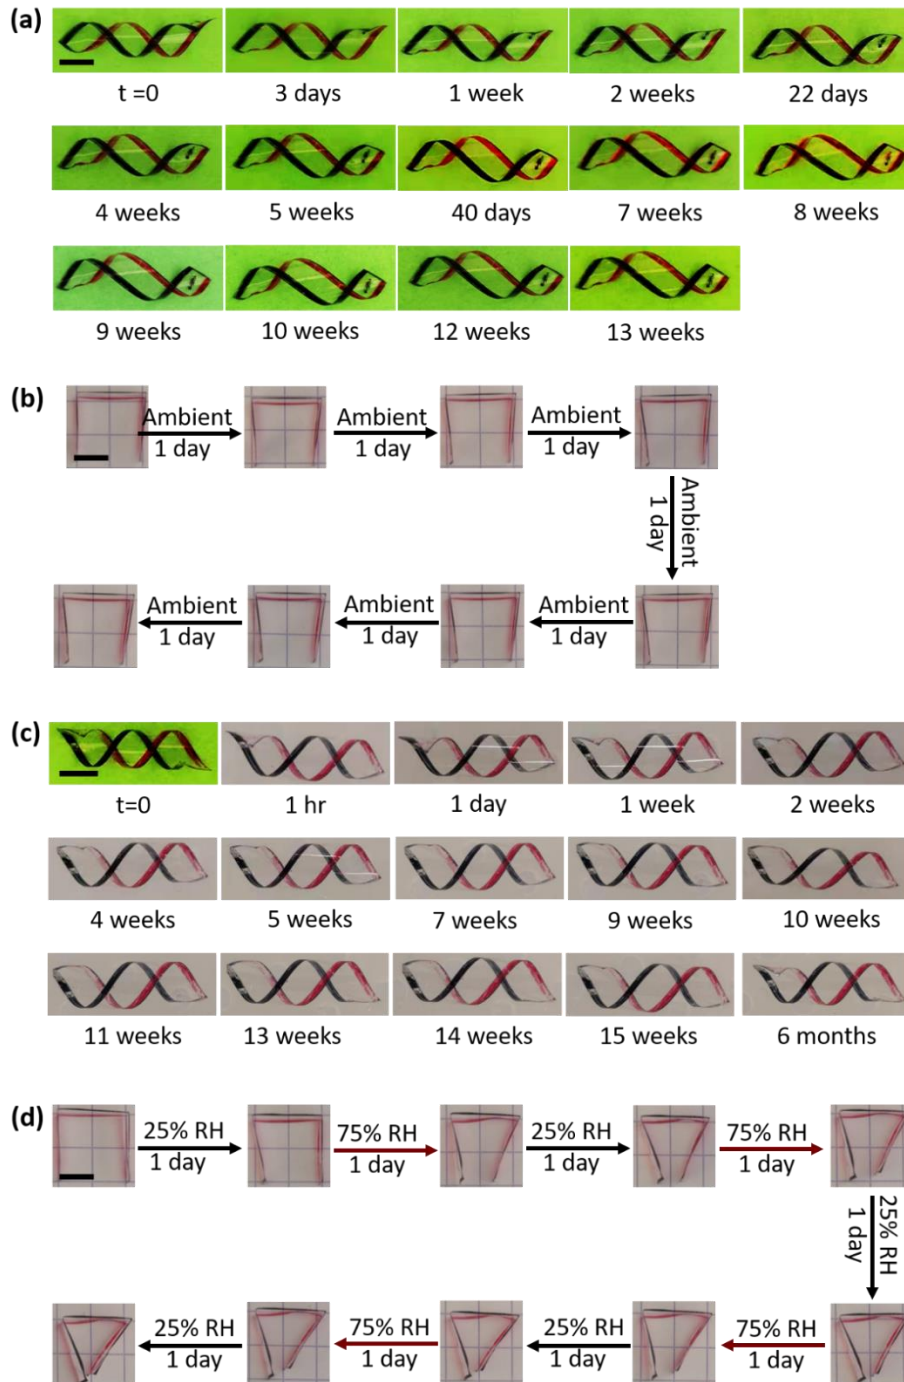 (a)
t =0
3 days
1 week
2 weeks
22 days
4 weeks
5 weeks
40 days
7 weeks
8 weeks
9 weeks
10 weeks
12 weeks
13 weeks
(b)
Ambient
1 day
Ambient
1 day
Ambient
1 day
Ambient
1 day
Ambient
1 day
Ambient
1 day
Ambient
1 day
(c)
t=0
1 hr
1 day
1 week
2 weeks
4 weeks
5 weeks
7 weeks
9 weeks
10 weeks
11 weeks
13 weeks
14 weeks
15 weeks
6 months
(d)
25% RH
1 day
75% RH
1 day
25% RH
1 day
75% RH
1 day
25% RH
1 day
25% RH
1 day
75% RH
1 day
25% RH
1 day
75% RH
1 day